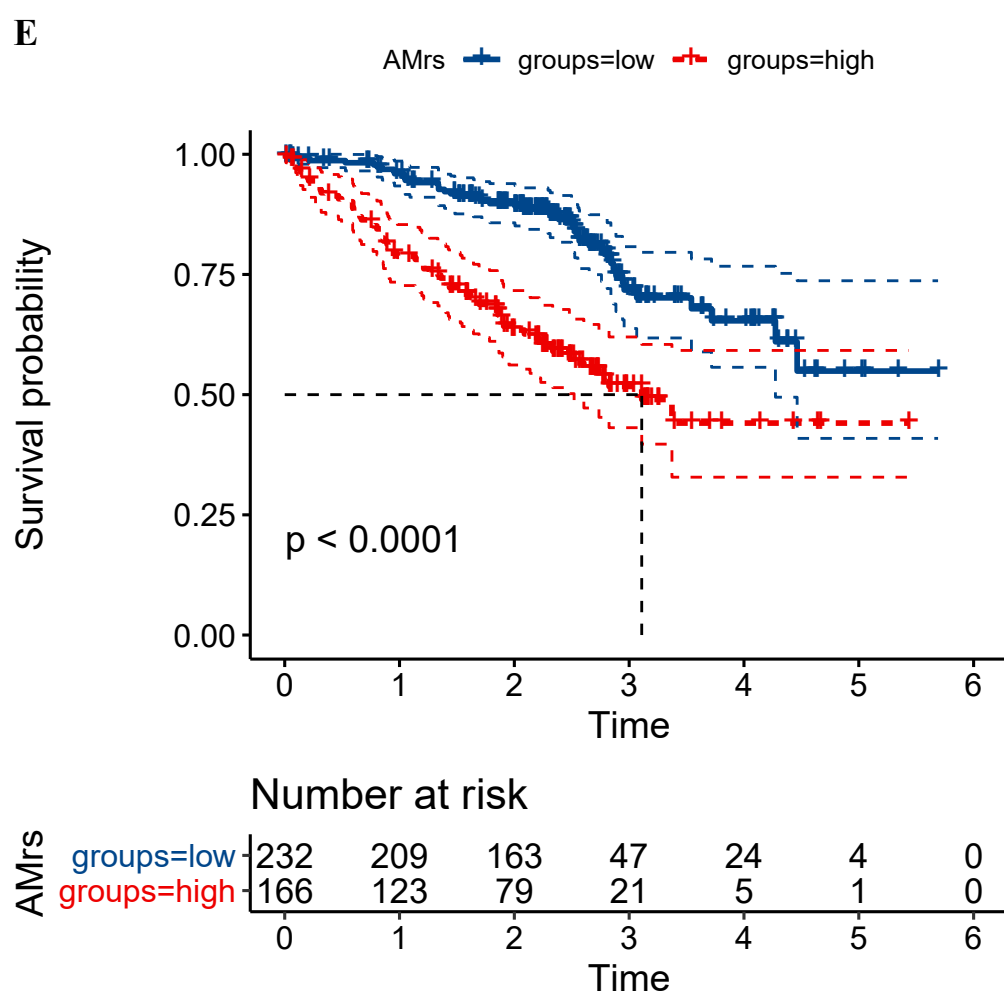 E
AMrs groups=low groups=high
Survival probability
1.00
0.75
0.50
0.25
0.00
p < 0.0001
0 1 2 3 4 5 6
Time
Number at risk
AMrs
groups=low 232 209 163 47 24 4 0
groups=high 166 123 79 21 5 1 0
0 1 2 3 4 5 6
Time